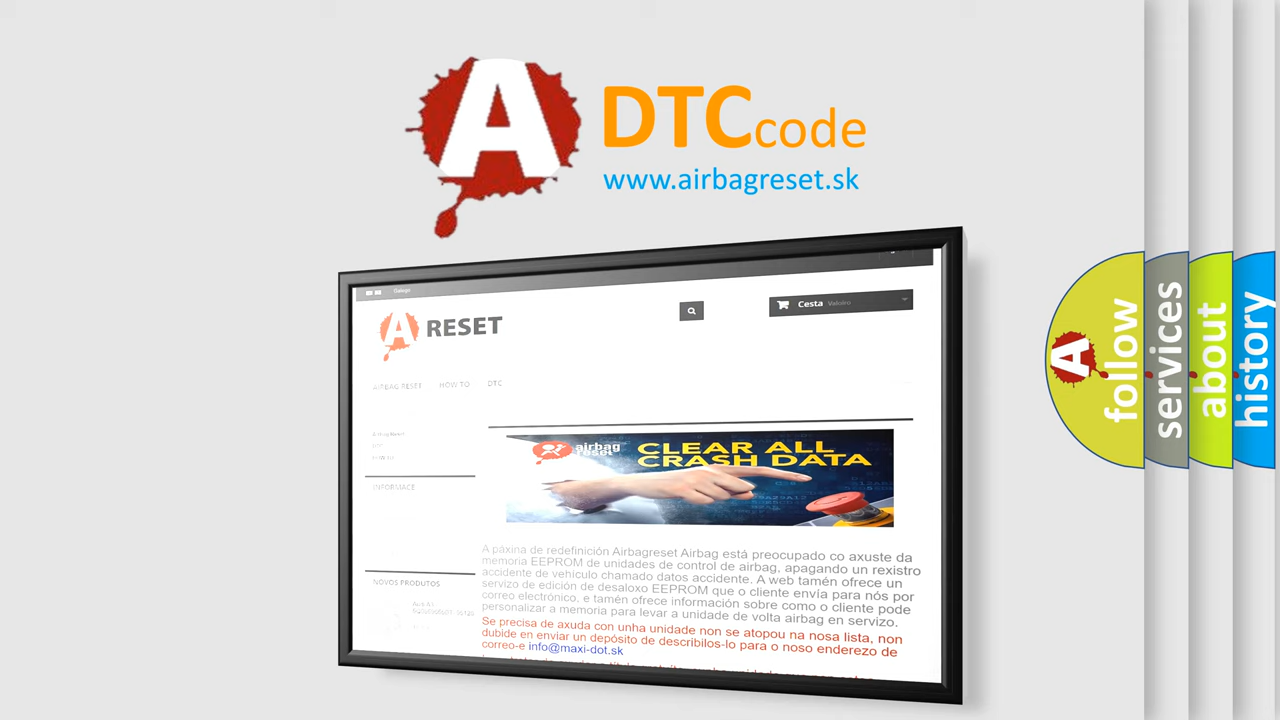 A
DTCcode
www.airbagreset.sk
Galego
A RESET
Cesta Valeiro
AIRBAG RESET HOW TO DTC
INFORMACE
NOVOS PRODUTOS
airbag
reset
CLEAR ALL
CRASH DATA
A páxina de redefinición Airbagreset Airbag está preocupado co axuste da
memoria EEPROM de unidades de control de airbag, apagando un rexistro
accidente de vehículo chamado datos accidente. A web tamén ofrece un
servizo de edición de desaloxo EEPROM que o cliente envía para nós por
correo electrónico, e tamén ofrece información sobre como o cliente pode
personalizar a memoria para levar a unidade de volta airbag en servizo.
Se precisa de axuda con unha unidade non se atopou na nosa lista, non
dubide en enviar un depósito de describilos-lo para o noso enderezo de
correo-e info@maxi-dot.sk
A
follow
services
about
history